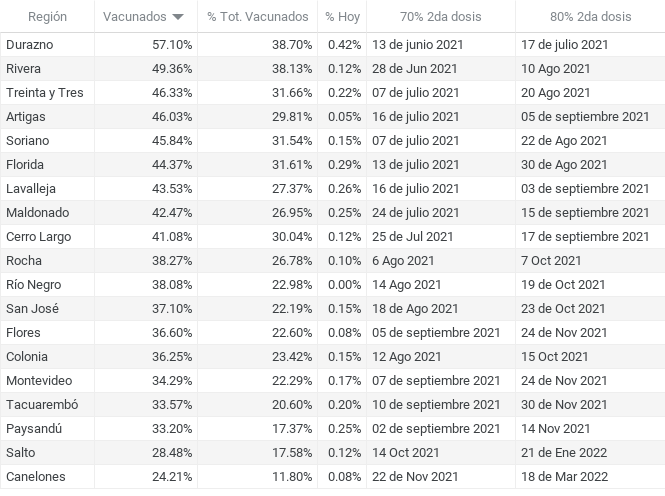 Región Vacunados % Tot. Vacunados % Hoy 70% 2da dosis 80% 2da dosis
Durazno 57.10% 38.70% 0.42% 13 de junio 2021 17 de julio 2021
Rivera 49.36% 38.13% 0.12% 28 de Jun 2021 10 Ago 2021
Treinta y Tres 46.33% 31.66% 0.22% 07 de julio 2021 20 Ago 2021
Artigas 46.03% 29.81% 0.05% 16 de julio 2021 05 de septiembre 2021
Soriano 45.84% 31.54% 0.15% 07 de julio 2021 22 de Ago 2021
Florida 44.37% 31.61% 0.29% 13 de julio 2021 30 de Ago 2021
Lavalleja 43.53% 27.37% 0.26% 16 de julio 2021 03 de septiembre 2021
Maldonado 42.47% 26.95% 0.25% 24 de julio 2021 15 de septiembre 2021
Cerro Largo 41.08% 30.04% 0.12% 25 de Jul 2021 17 de septiembre 2021
Rocha 38.27% 26.78% 0.10% 6 Ago 2021 7 Oct 2021
Río Negro 38.08% 22.98% 0.00% 14 Ago 2021 19 de Oct 2021
San José 37.10% 22.19% 0.15% 18 de Ago 2021 23 de Oct 2021
Flores 36.60% 22.60% 0.08% 05 de septiembre 2021 24 de Nov 2021
Colonia 36.25% 23.42% 0.15% 12 Ago 2021 15 Oct 2021
Montevideo 34.29% 22.29% 0.17% 07 de septiembre 2021 24 de Nov 2021
Tacuarembó 33.57% 20.60% 0.20% 10 de septiembre 2021 30 de Nov 2021
Paysandú 33.20% 17.37% 0.25% 02 de septiembre 2021 14 Nov 2021
Salto 28.48% 17.58% 0.12% 14 Oct 2021 21 de Ene 2022
Canelones 24.21% 11.80% 0.08% 22 de Nov 2021 18 de Mar 2022